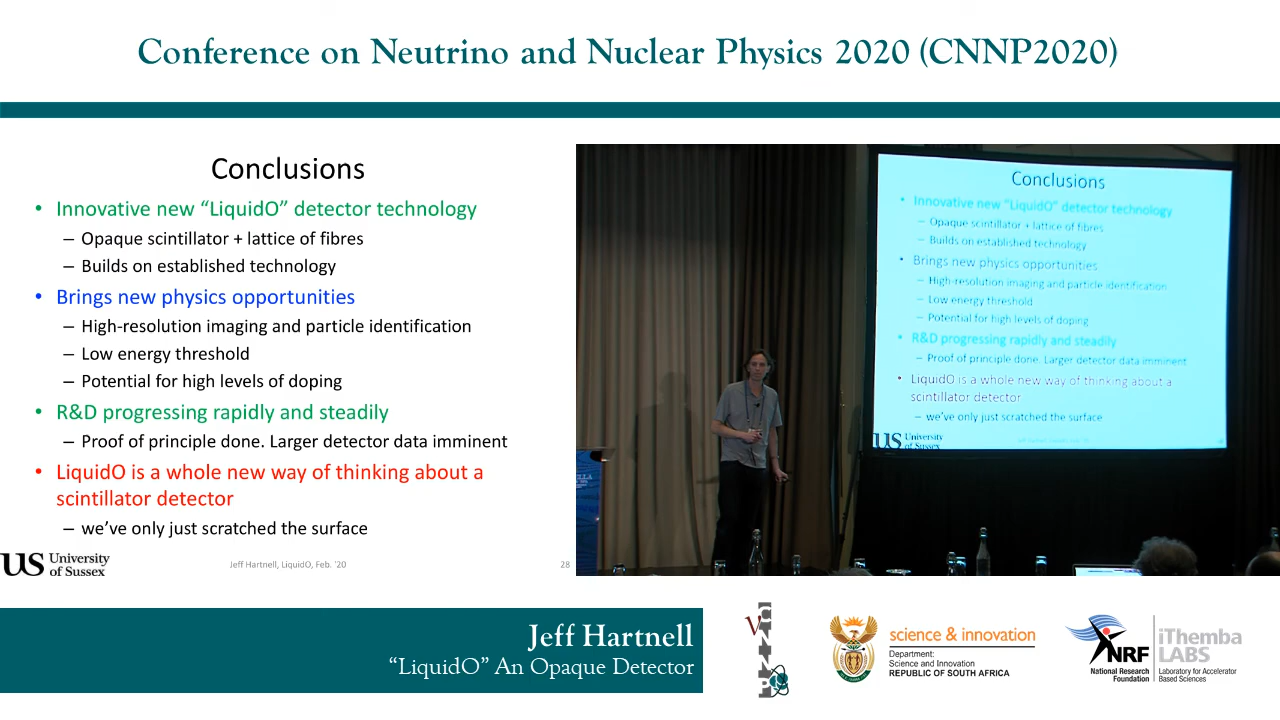 Conference on Neutrino and Nuclear Physics 2020 (CNNP2020)
Conclusions
• Innovative new “LiquidO” detector technology
– Opaque scintillator + lattice of fibres
– Builds on established technology
• Brings new physics opportunities
– High-resolution imaging and particle identification
– Low energy threshold
– Potential for high levels of doping
• R&D progressing rapidly and steadily
– Proof of principle done. Larger detector data imminent
• LiquidO is a whole new way of thinking about a
scintillator detector
– we’ve only just scratched the surface
US University
of Sussex
Jeff Hartnell, LiquidO, Feb. '20
28
Conclusions
• Innovative new “LiquidO” detector technology
– Opaque scintillator + lattice of fibres
– Builds on established technology
• Brings new physics opportunities
– High-resolution imaging and particle identification
– Low energy threshold
– Potential for high levels of doping
• R&D progressing rapidly and steadily
– Proof of principle done. Larger detector data imminent
• LiquidO is a whole new way of thinking about a
scintillator detector
– we’ve only just scratched the surface
US University
of Sussex
Jeff Hartnell
“LiquidO” An Opaque Detector
νCNNP
science & innovation
Department:
Science and Innovation
REPUBLIC OF SOUTH AFRICA
NRF
National Research
Foundation
iThemba
LABS
Laboratory for Accelerator
Based Sciences